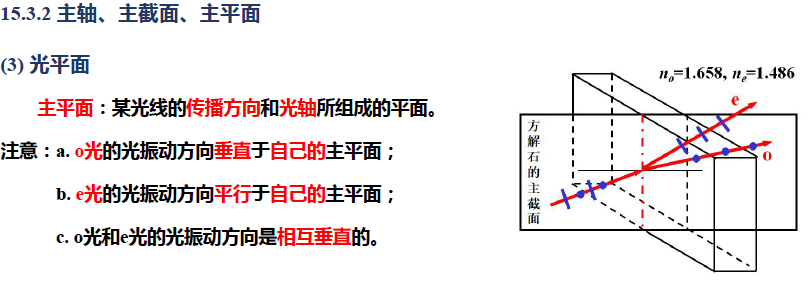 15.3.2 主轴、主截面、主平面
(3) 光平面
主平面：某光线的传播方向和光轴所组成的平面。
注意：a. o光的光振动方向垂直于自己的主平面；
b. e光的光振动方向平行于自己的主平面；
c. o光和e光的光振动方向是相互垂直的。
no=1.658, ne=1.486
e
o
方解石的主截面